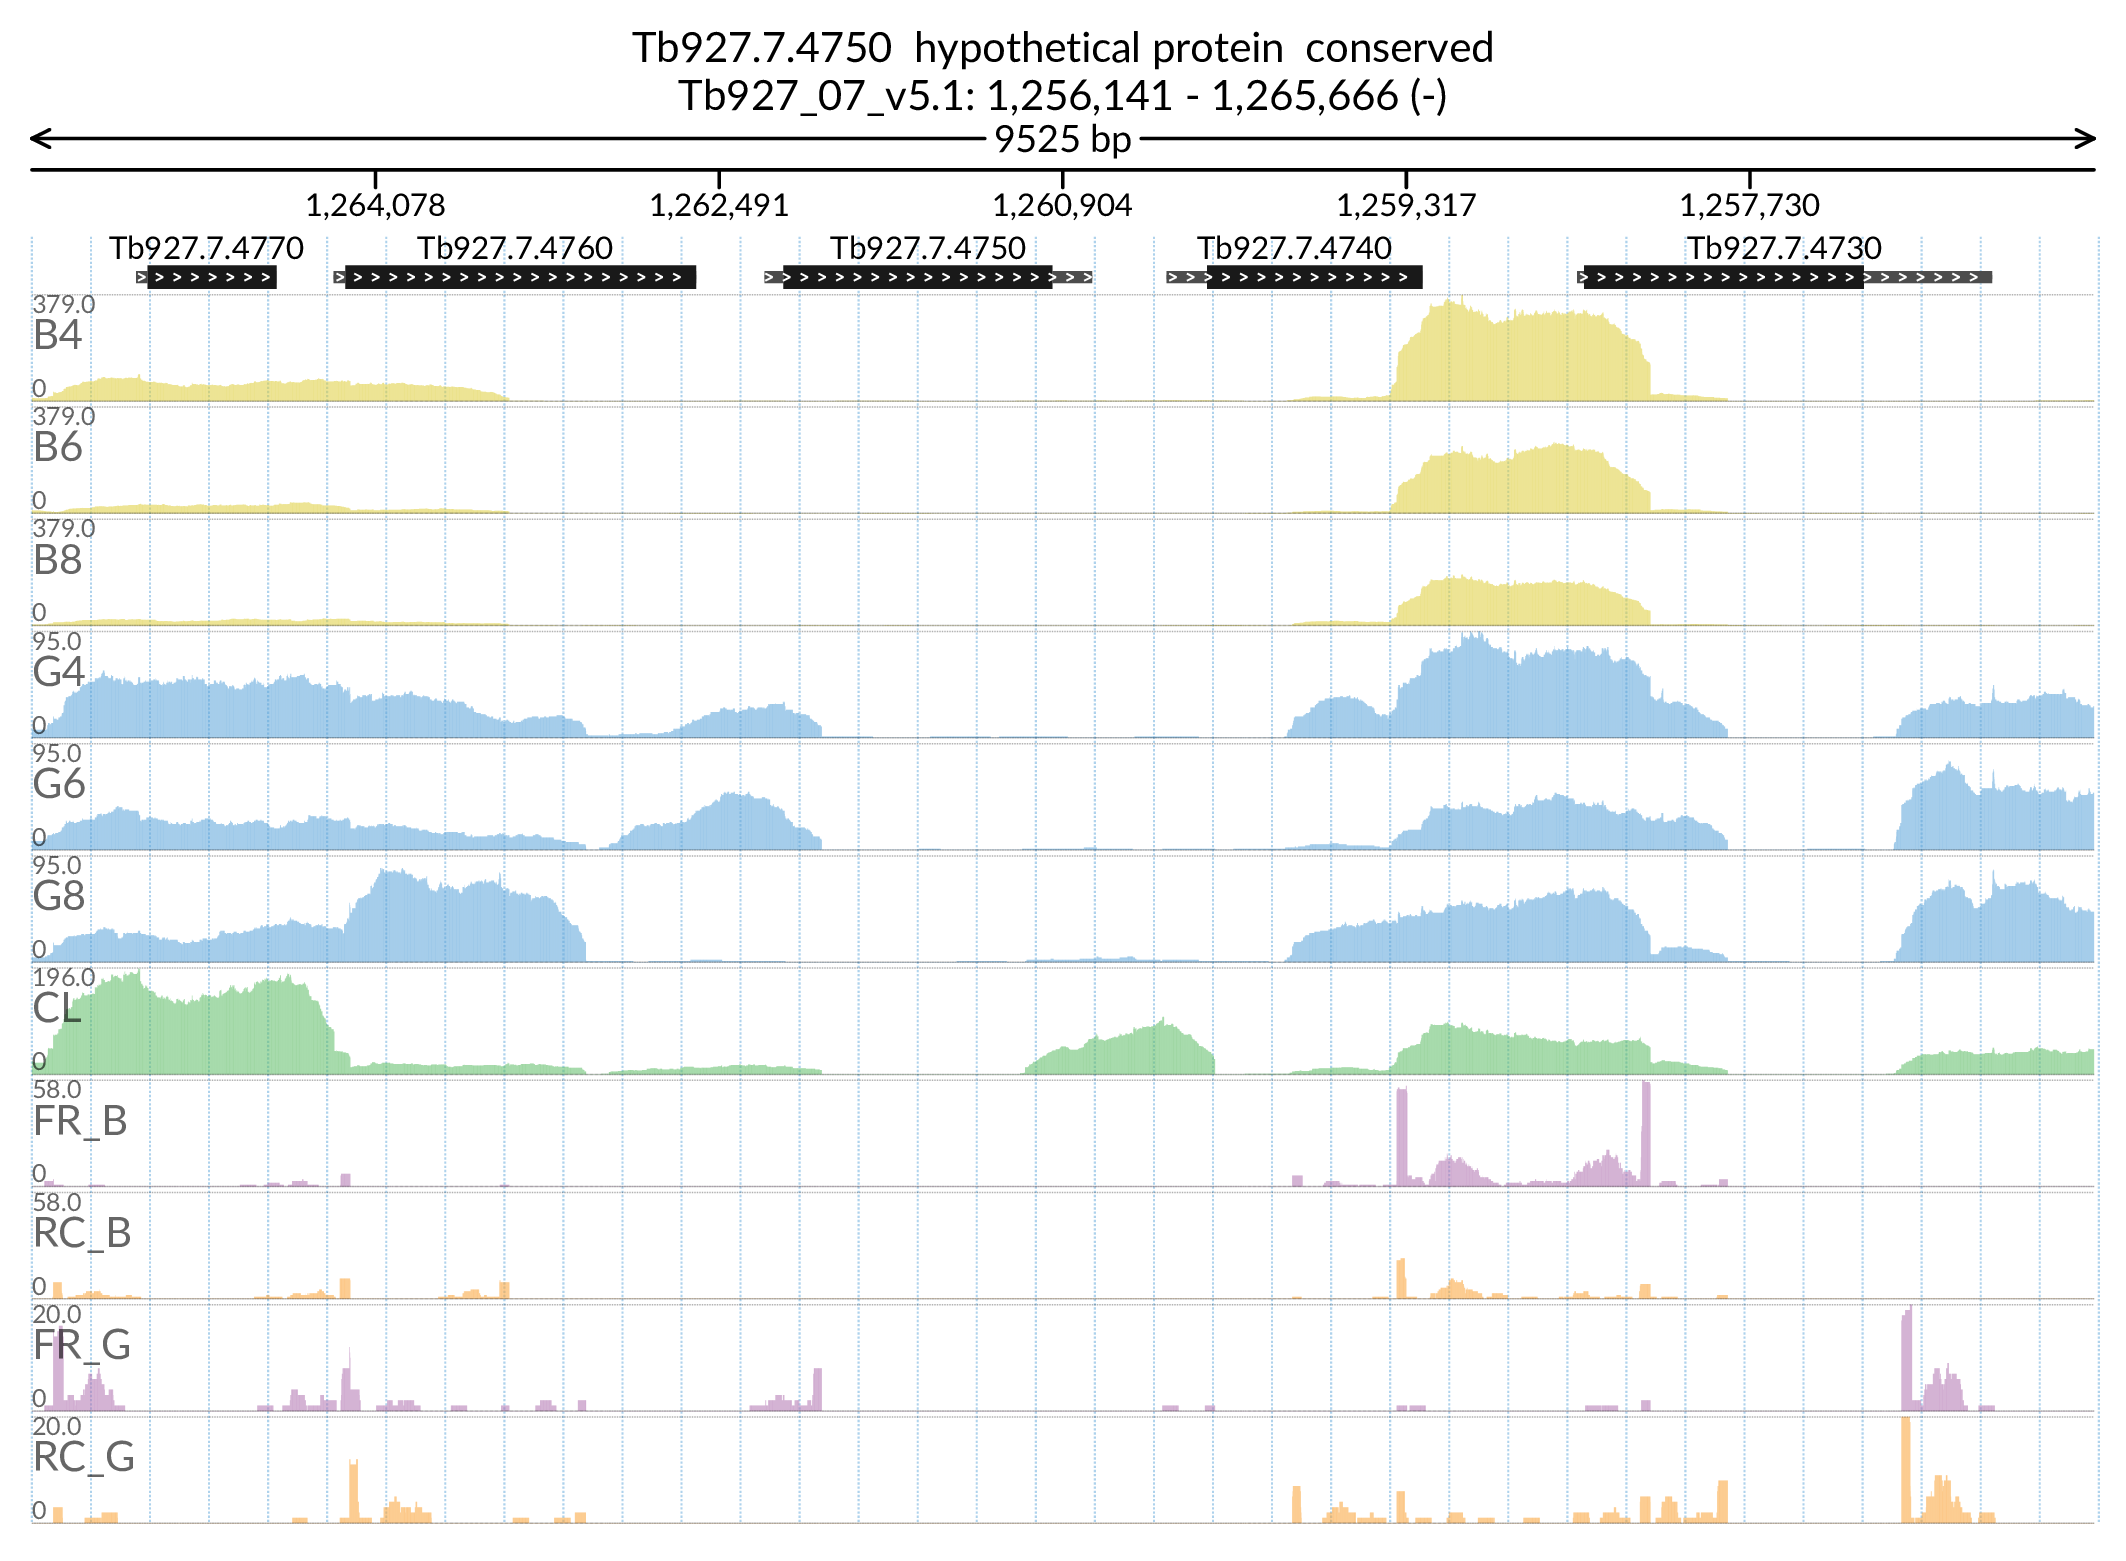 Tb927.7.4750 hypothetical protein conserved
Tb927_07_v5.1: 1,256,141 - 1,265,666 (-)
9525 bp
1,264,078 1,262,491 1,260,904 1,259,317 1,257,730
Tb927.7.4770 Tb927.7.4760 Tb927.7.4750 Tb927.7.4740 Tb927.7.4730
379.0
B4
0
379.0
B6
0
379.0
B8
0
95.0
G4
0
95.0
G6
0
95.0
G8
0
196.0
CL
0
58.0
FR_B
0
58.0
RC_B
0
20.0
FR_G
0
20.0
RC_G
0